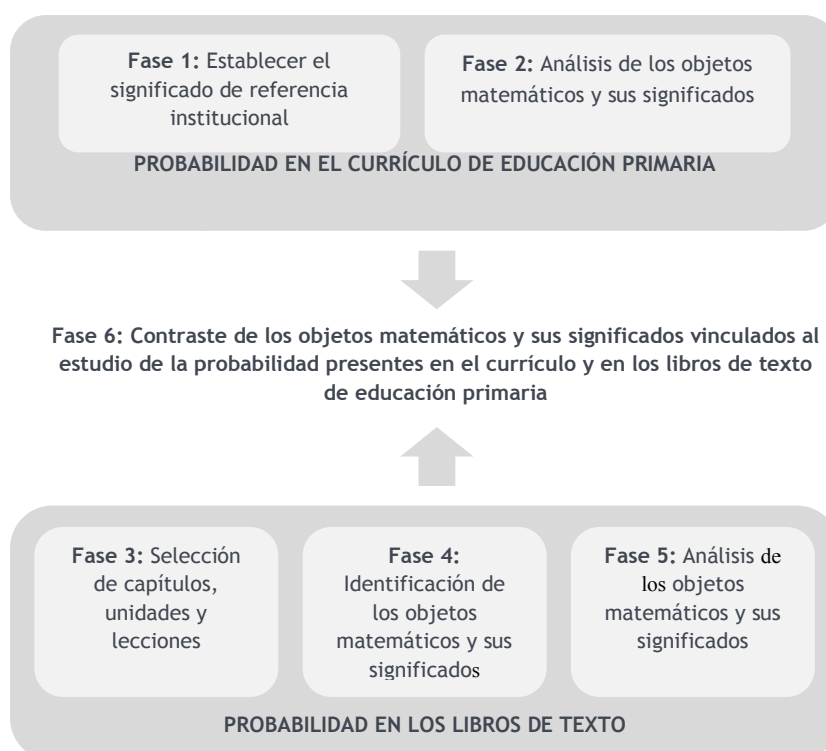 Fase 1: Establecer el
significado de referencia
institucional
Fase 2: Análisis de los objetos
matemáticos y sus significados
PROBABILIDAD EN EL CURRÍCULO DE EDUCACIÓN PRIMARIA
Fase 6: Contraste de los objetos matemáticos y sus significados vinculados al
estudio de la probabilidad presentes en el currículo y en los libros de texto
de educación primaria
Fase 3: Selección
de capítulos,
unidades y
lecciones
Fase 4:
Identificación de
los objetos
matemáticos y sus
significados
Fase 5: Análisis de
los objetos
matemáticos y sus
significados
PROBABILIDAD EN LOS LIBROS DE TEXTO